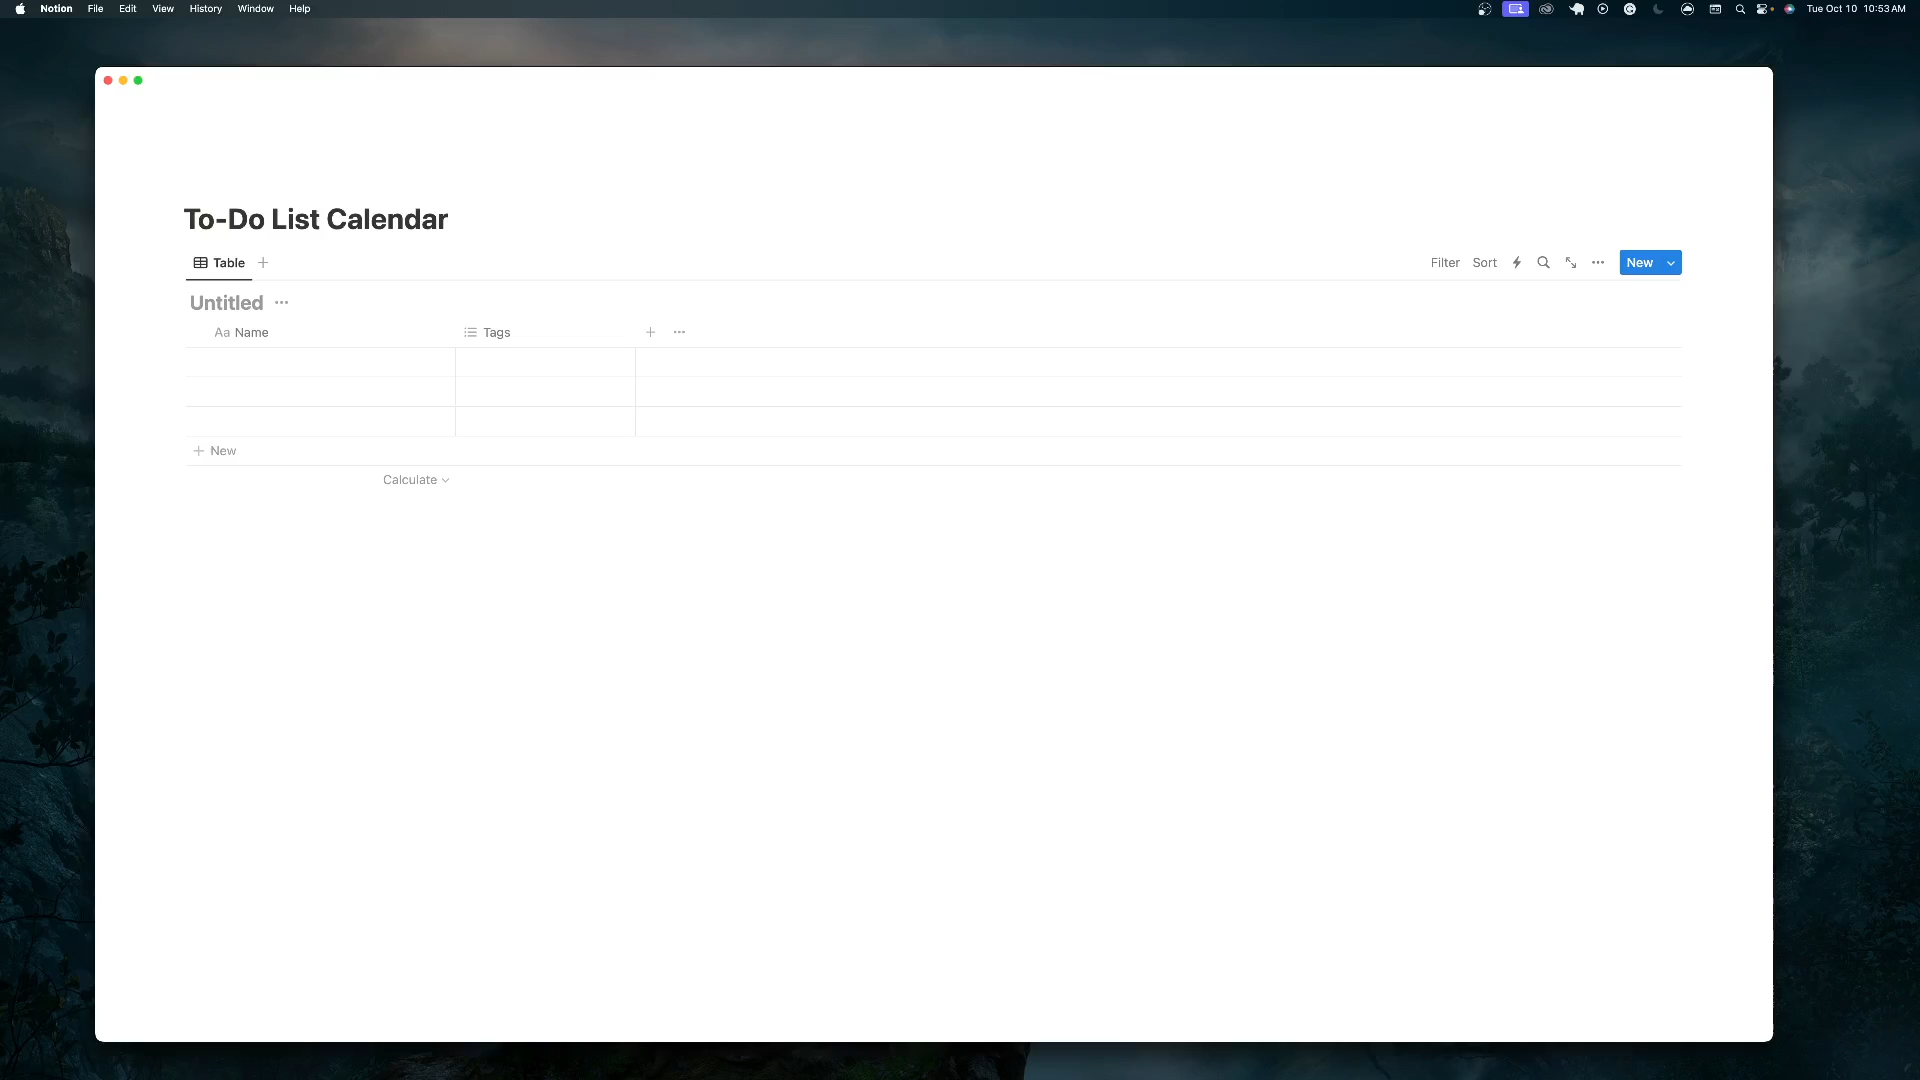 Notion File Edit View History Window Help Tue Oct 10 10:53 AM
To-Do List Calendar
Table Filter Sort New
Untitled
Aa Name Tags
New
Calculate